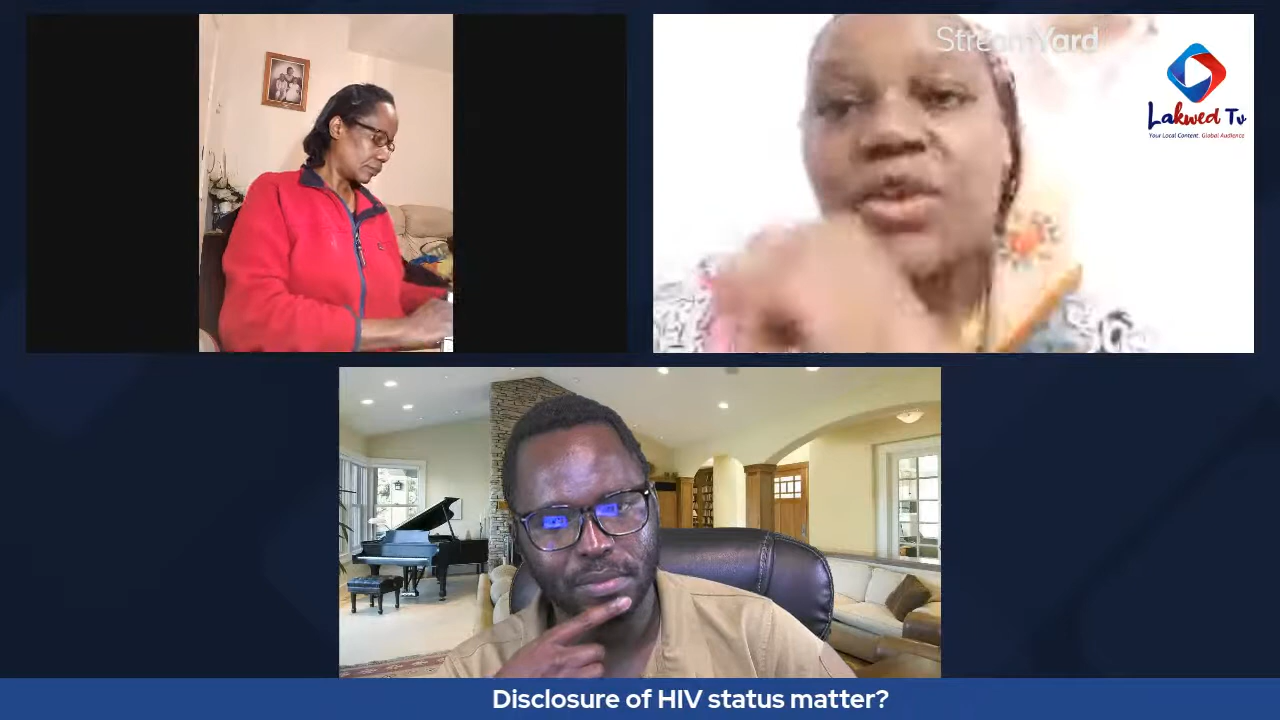 StreamYard
Lakwed Tv
Your Local Content. Global Audience
Disclosure of HIV status matter?